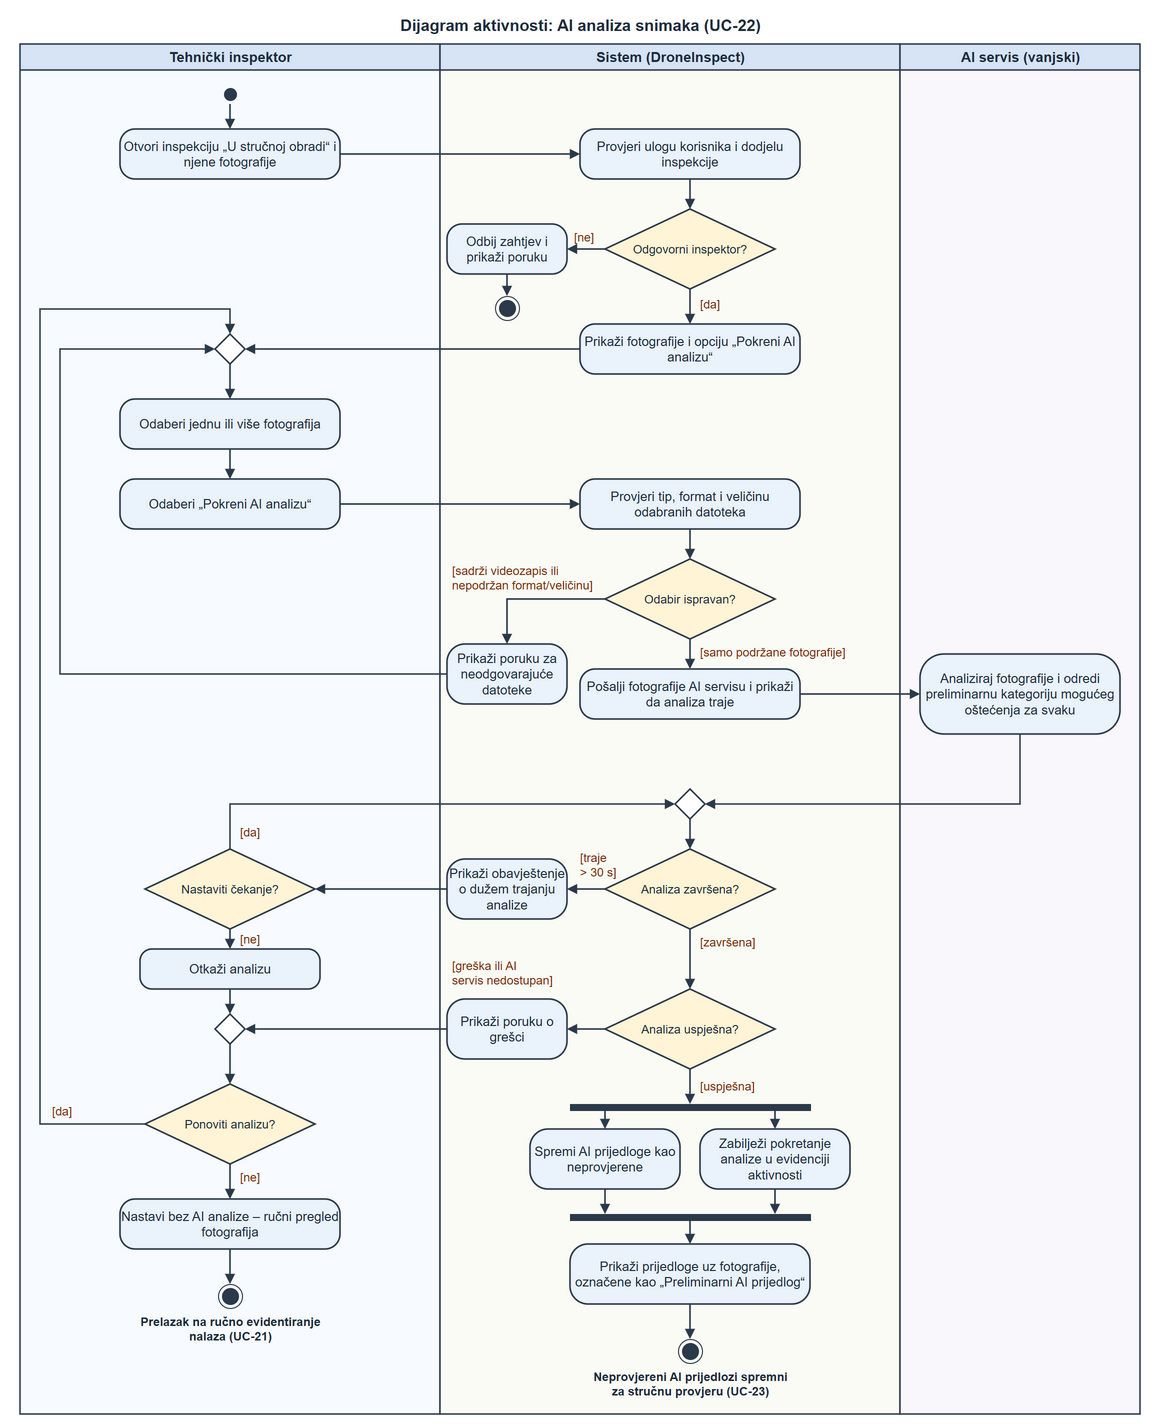 Dijagram aktivnosti: AI analiza snimaka (UC-22)
Tehnički inspektor
Sistem (DroneInspect)
AI servis (vanjski)
Otvori inspekciju „U stručnoj obradi“ i
njene fotografije
Provjeri ulogu korisnika i dodjelu
inspekcije
Odgovorni inspektor?
[ne]
Odbij zahtjev i
prikaži poruku
[da]
Prikaži fotografije i opciju „Pokreni AI
analizu“
Odaberi jednu ili više fotografija
Odaberi „Pokreni AI analizu“
Provjeri tip, format i veličinu
odabranih datoteka
[sadrži videozapis ili
nepodržan format/veličinu]
Odabir ispravan?
[samo podržane fotografije]
Prikaži poruku za
neodgovarajuće
datoteke
Pošalji fotografije AI servisu i prikaži
da analiza traje
Analiziraj fotografije i odredi
preliminarnu kategoriju mogućeg
oštećenja za svaku
[da]
Nastaviti čekanje?
Prikaži obavještenje
o dužem trajanju
analize
[traje
> 30 s]
Analiza završena?
[ne]
[završena]
Otkaži analizu
[greška ili AI
servis nedostupan]
Prikaži poruku o
grešci
Analiza uspješna?
[uspješna]
[da]
Ponoviti analizu?
[ne]
Spremi AI prijedloge kao
neprovjerene
Zabilježi pokretanje
analize u evidenciji
aktivnosti
Nastavi bez AI analize – ručni pregled
fotografija
Prikaži prijedloge uz fotografije,
označene kao „Preliminarni AI prijedlog“
Prelazak na ručno evidentiranje
nalaza (UC-21)
Neprovjereni AI prijedlozi spremni
za stručnu provjeru (UC-23)